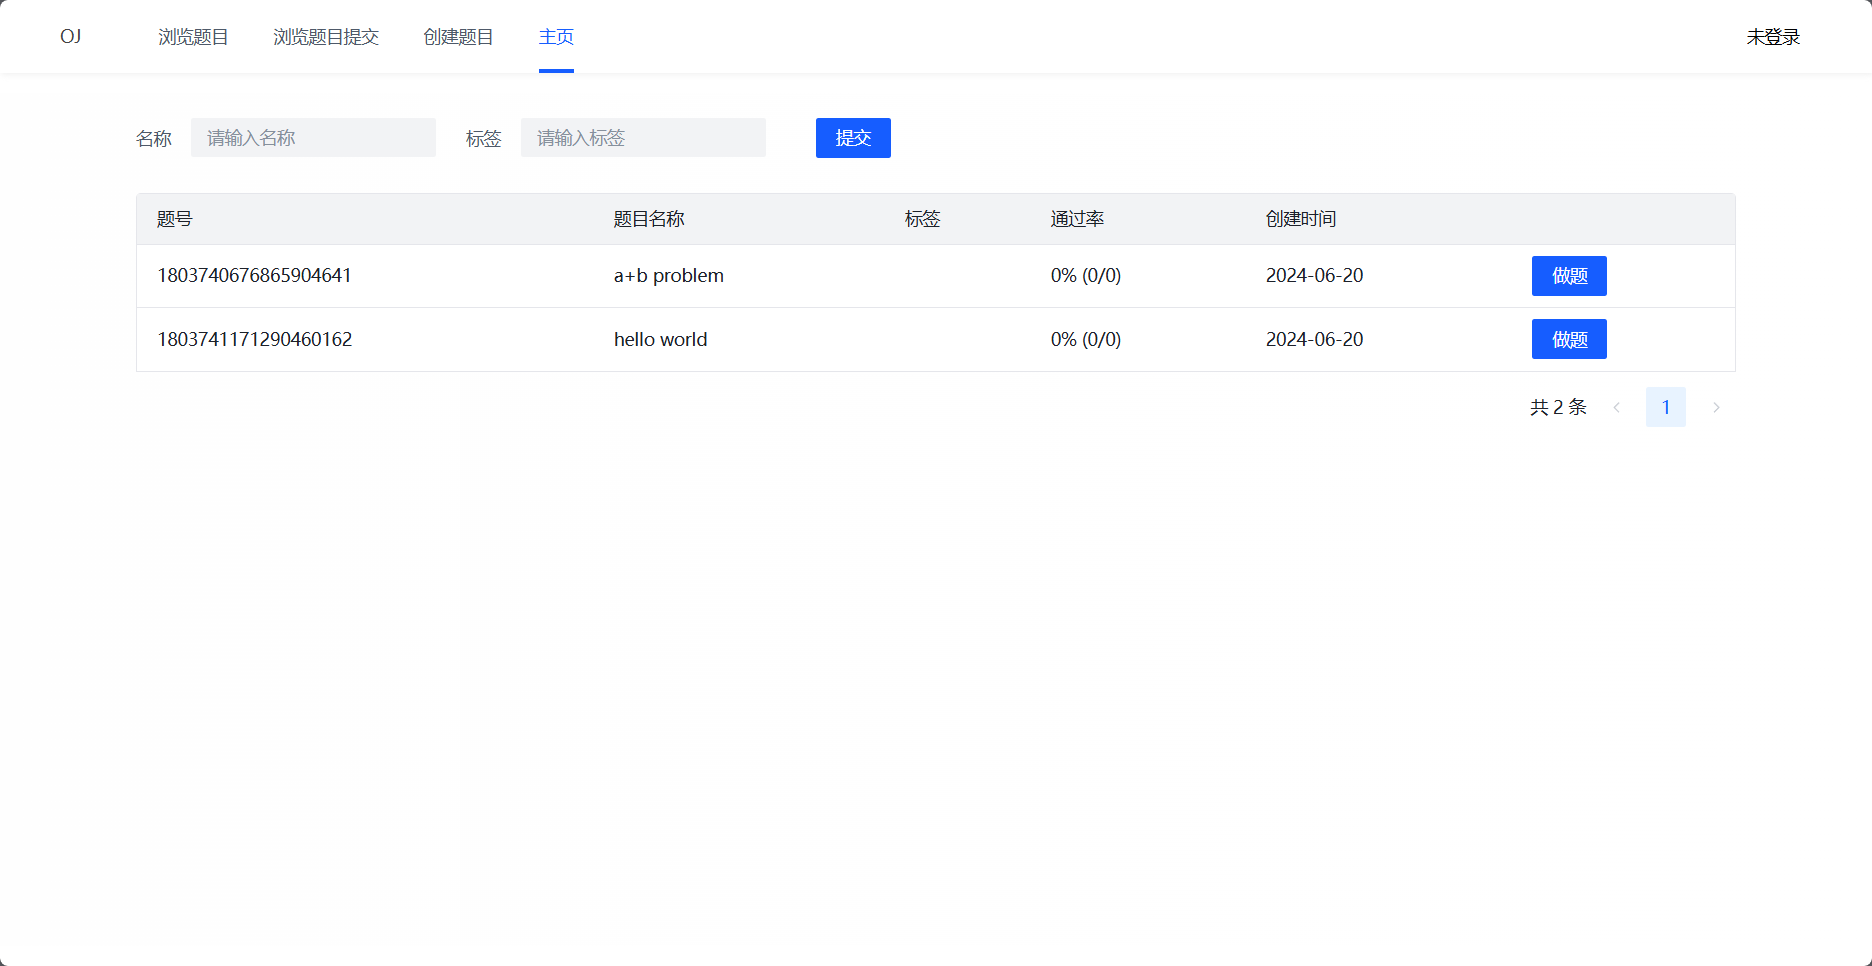 OJ 浏览题目 浏览题目提交 创建题目 主页 未登录
名称 请输入名称 标签 请输入标签 提交
题号 题目名称 标签 通过率 创建时间
1803740676865904641 a+b problem 0% (0/0) 2024-06-20 做题
1803741171290460162 hello world 0% (0/0) 2024-06-20 做题
共 2 条 1